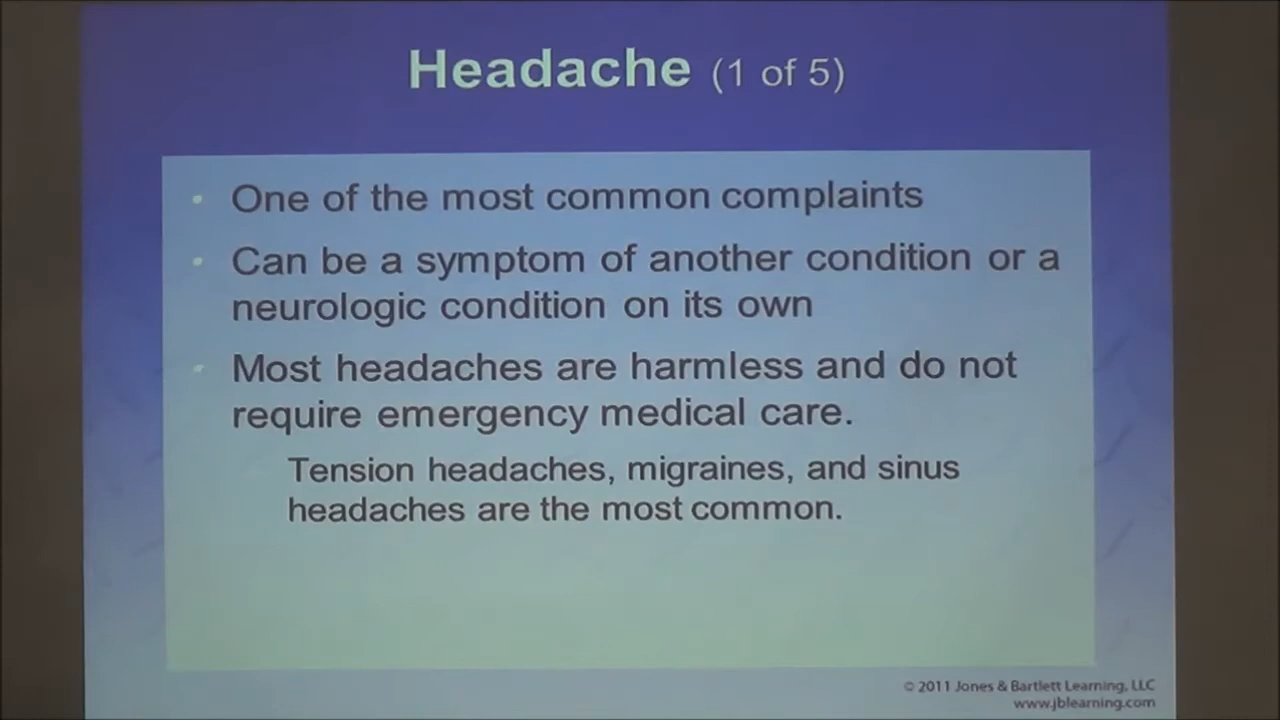 Headache (1 of 5)
• One of the most common complaints
• Can be a symptom of another condition or a
neurologic condition on its own
• Most headaches are harmless and do not
require emergency medical care.
Tension headaches, migraines, and sinus
headaches are the most common.
© 2011 Jones & Bartlett Learning, LLC
www.jblearning.com